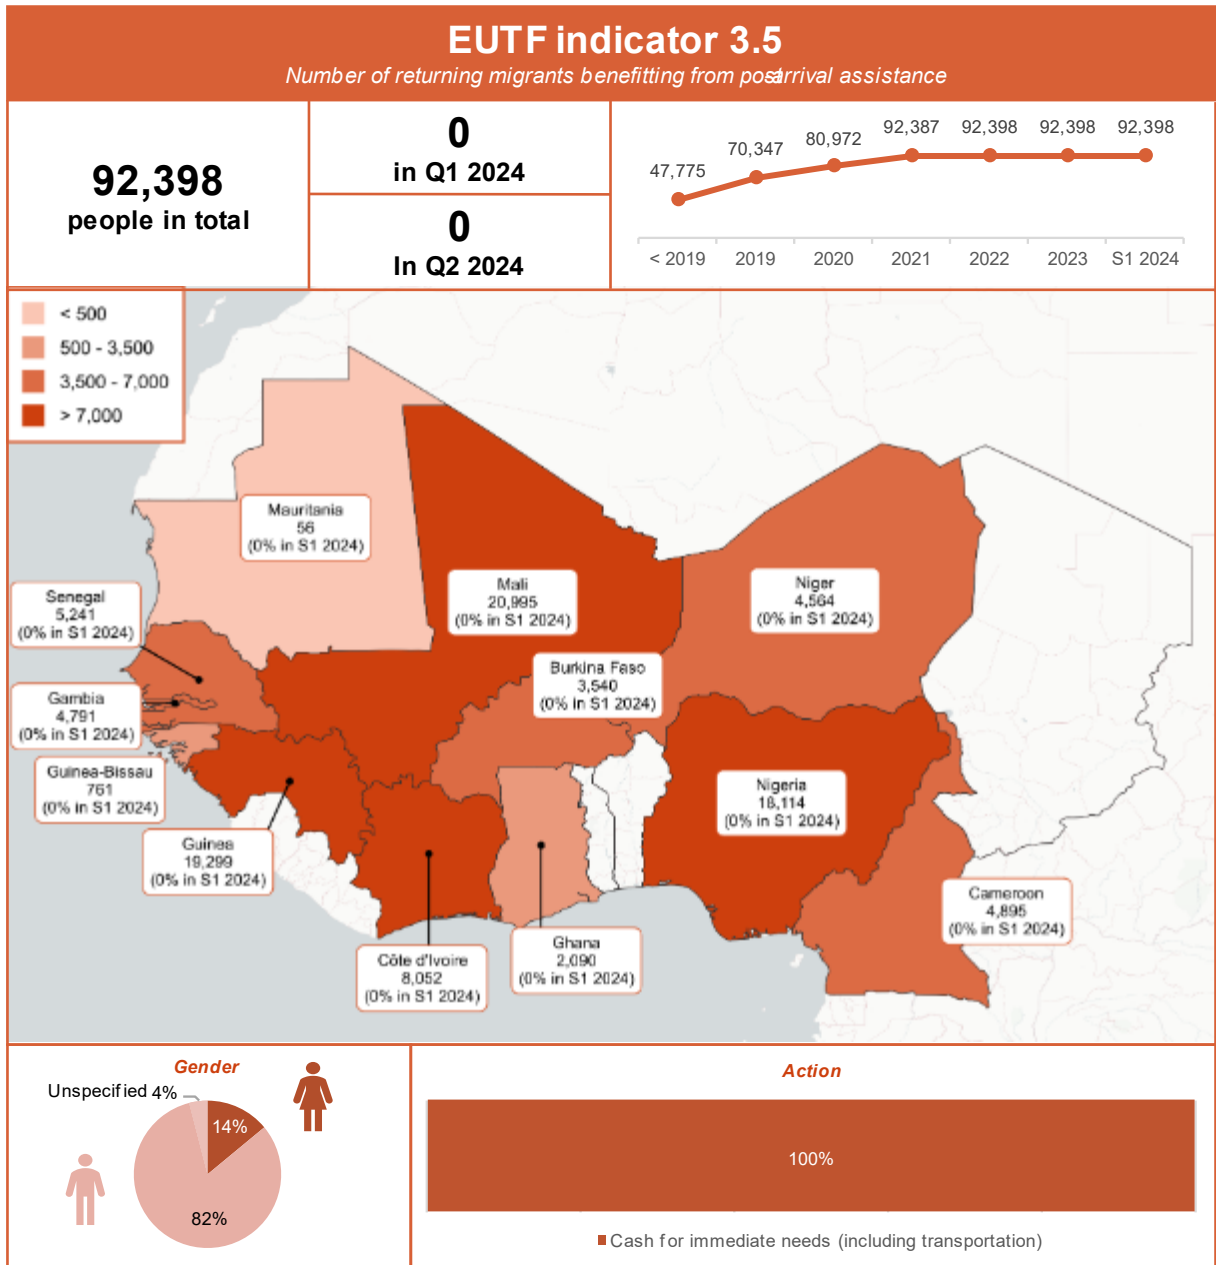 EUTF indicator 3.5
Number of returning migrants benefitting from post-arrival assistance
92,398
people in total
0
in Q1 2024
0
In Q2 2024
47,775
70,347
80,972
92,387
92,398
92,398
92,398
< 2019
2019
2020
2021
2022
2023
S1 2024
< 500
500 - 3,500
3,500 - 7,000
> 7,000
Mauritania
56
(0% in S1 2024)
Mali
20,995
(0% in S1 2024)
Niger
4,564
(0% in S1 2024)
Senegal
5,241
(0% in S1 2024)
Burkina Faso
3,540
(0% in S1 2024)
Gambia
4,791
(0% in S1 2024)
Guinea-Bissau
761
(0% in S1 2024)
Nigeria
18,114
(0% in S1 2024)
Guinea
19,299
(0% in S1 2024)
Cameroon
4,895
(0% in S1 2024)
Côte d'Ivoire
8,052
(0% in S1 2024)
Ghana
2,090
(0% in S1 2024)
Gender
Unspecified 4%
14%
82%
Action
100%
Cash for immediate needs (including transportation)